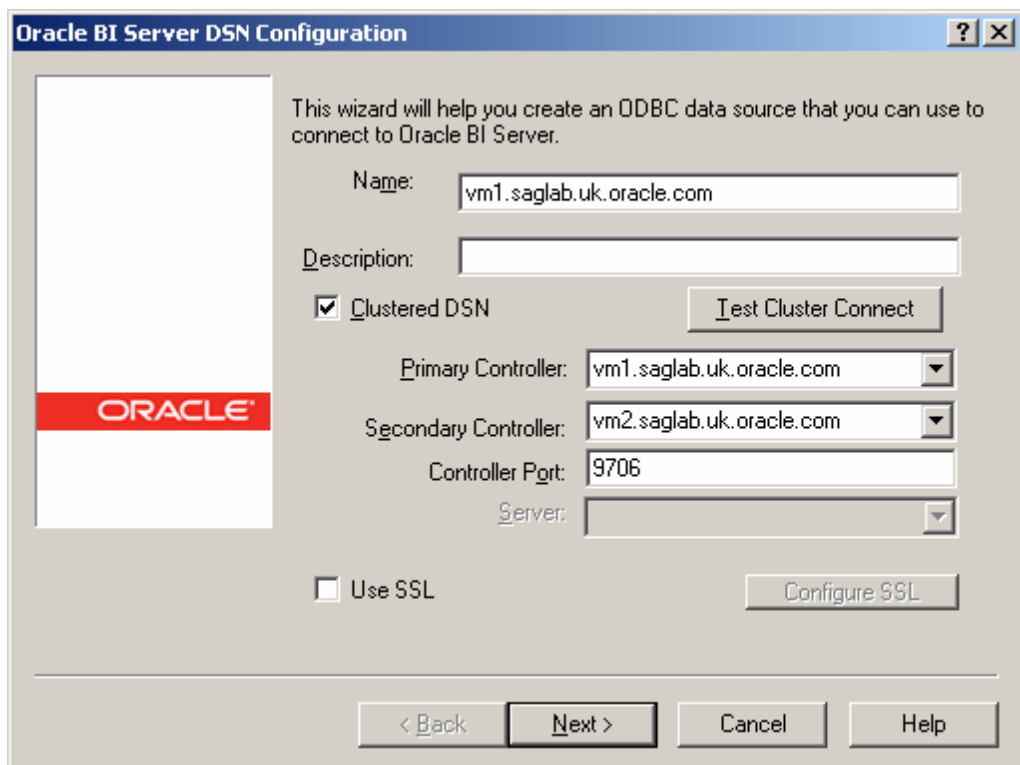 Oracle BI Server DSN Configuration
This wizard will help you create an ODBC data source that you can use to
connect to Oracle BI Server.
Name: vm1.saglab.uk.oracle.com
Description:
Clustered DSN Test Cluster Connect
Primary Controller: vm1.saglab.uk.oracle.com
ORACLE
Secondary Controller: vm2.saglab.uk.oracle.com
Controller Port: 9706
Server:
Use SSL Configure SSL
< Back Next > Cancel Help